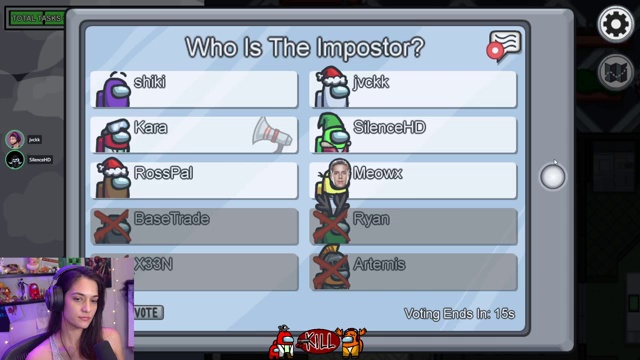 TOTAL TASKS
Who Is The Impostor?
shiki
jvckk
Kara
SilenceHD
RossPal
Meowx
BaseTrade
Ryan
X33N
Artemis
jvckk
SilenceHD
VOTE
Voting Ends In: 15s
KILL